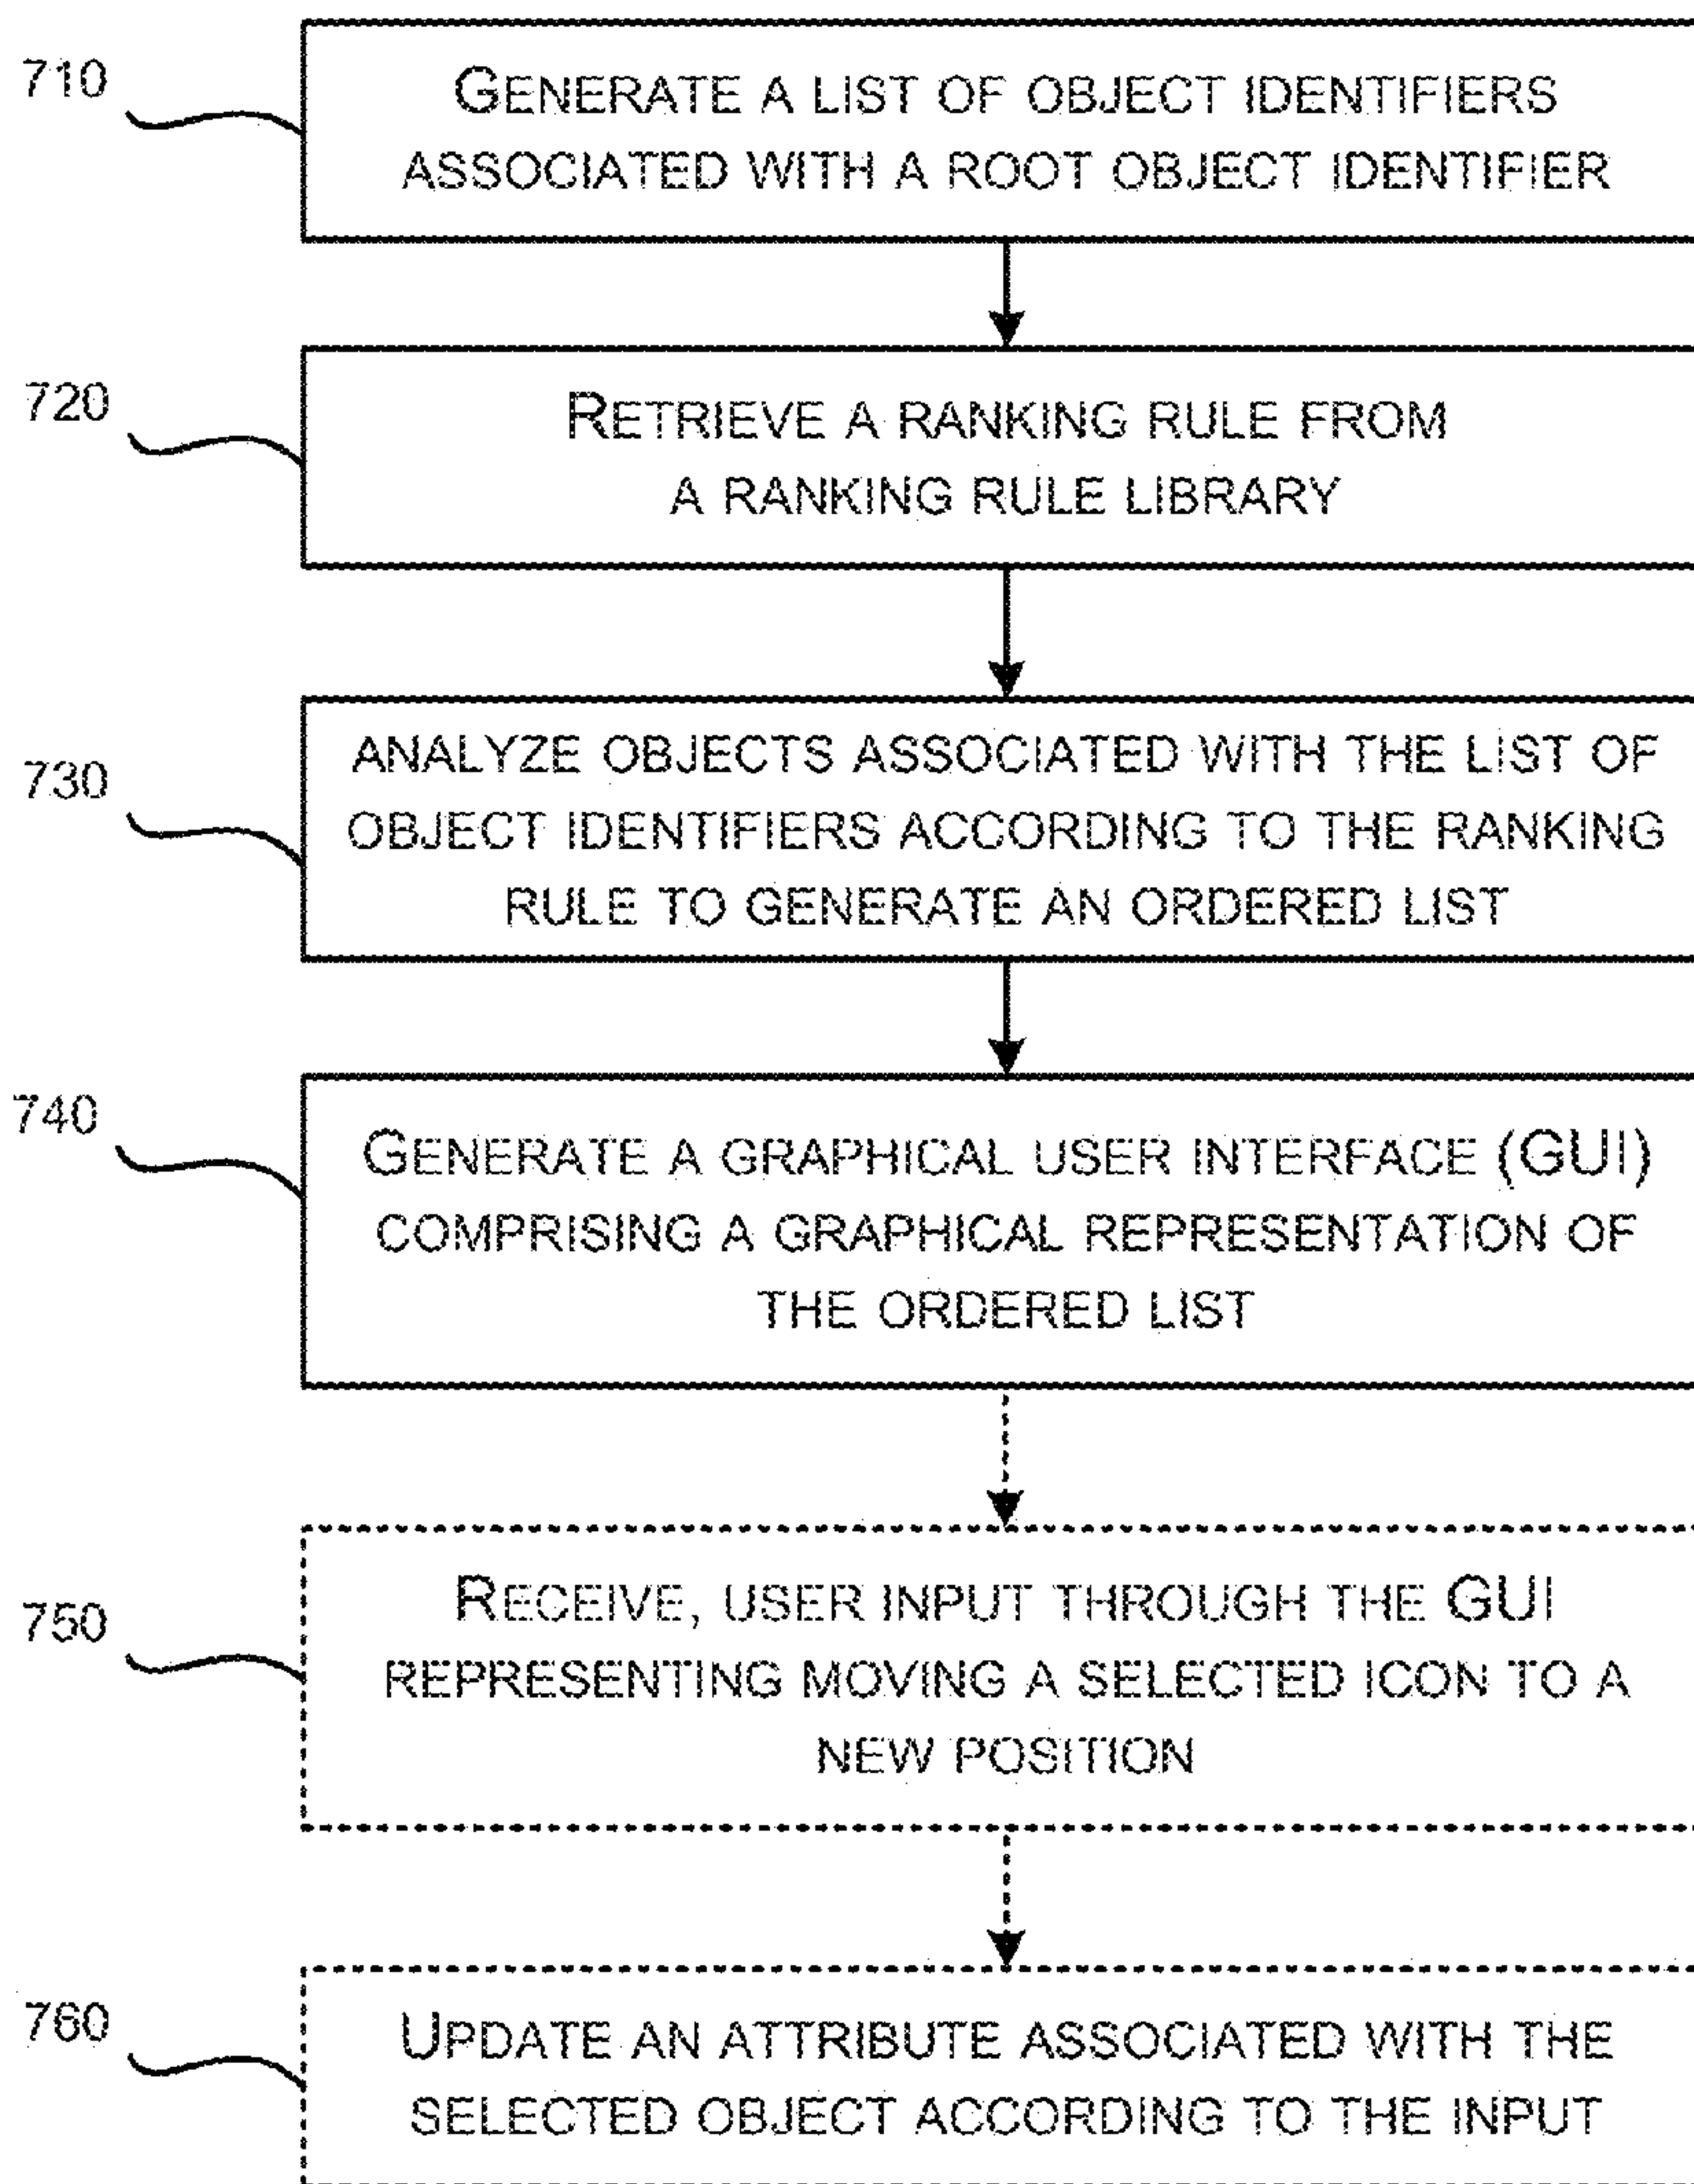 710
GENERATE A LIST OF OBJECT IDENTIFIERS
ASSOCIATED WITH A ROOT OBJECT IDENTIFIER
720
RETRIEVE A RANKING RULE FROM
A RANKING RULE LIBRARY
730
ANALYZE OBJECTS ASSOCIATED WITH THE LIST OF
OBJECT IDENTIFIERS ACCORDING TO THE RANKING
RULE TO GENERATE AN ORDERED LIST
740
GENERATE A GRAPHICAL USER INTERFACE (GUI)
COMPRISING A GRAPHICAL REPRESENTATION OF
THE ORDERED LIST
750
RECEIVE, USER INPUT THROUGH THE GUI
REPRESENTING MOVING A SELECTED ICON TO A
NEW POSITION
760
UPDATE AN ATTRIBUTE ASSOCIATED WITH THE
SELECTED OBJECT ACCORDING TO THE INPUT